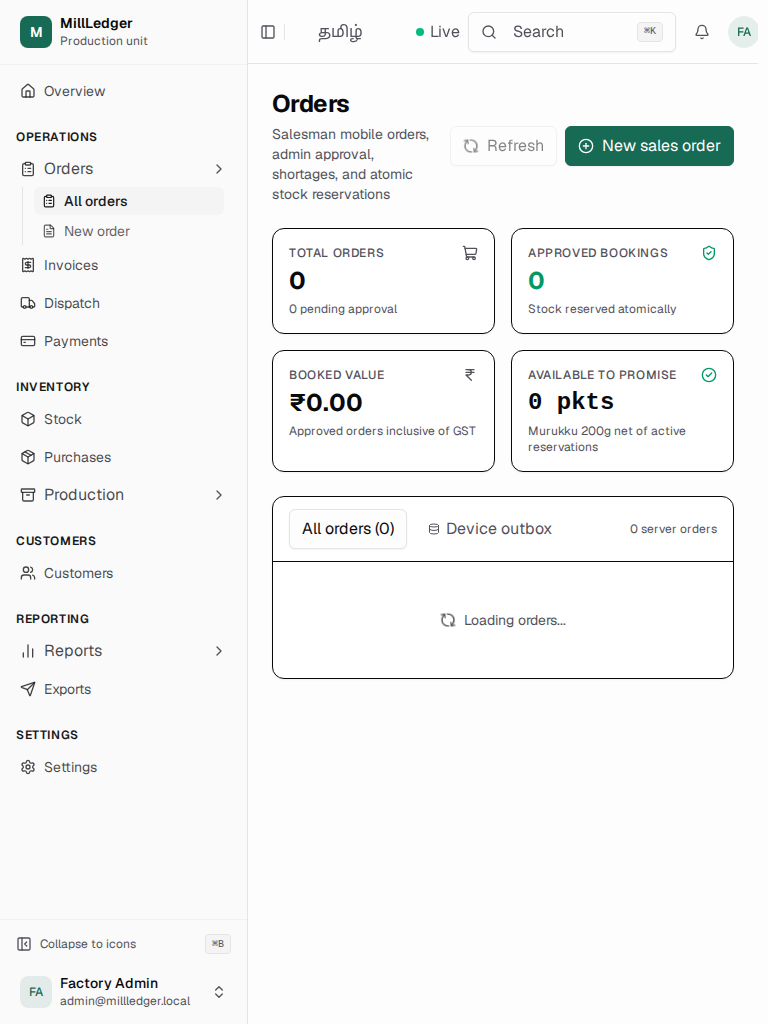 M
MillLedger
Production unit
Overview
OPERATIONS
Orders
All orders
New order
Invoices
Dispatch
Payments
INVENTORY
Stock
Purchases
Production
CUSTOMERS
Customers
REPORTING
Reports
Exports
SETTINGS
Settings
Collapse to icons ⌘B
FA
Factory Admin
admin@millledger.local
தமிழ் Live Search ⌘K FA
Orders
Salesman mobile orders,
admin approval,
shortages, and atomic
stock reservations
Refresh New sales order
TOTAL ORDERS
0
0 pending approval
APPROVED BOOKINGS
0
Stock reserved atomically
BOOKED VALUE ₹
₹0.00
Approved orders inclusive of GST
AVAILABLE TO PROMISE
0 pkts
Murukku 200g net of active
reservations
All orders (0) Device outbox 0 server orders
Loading orders...